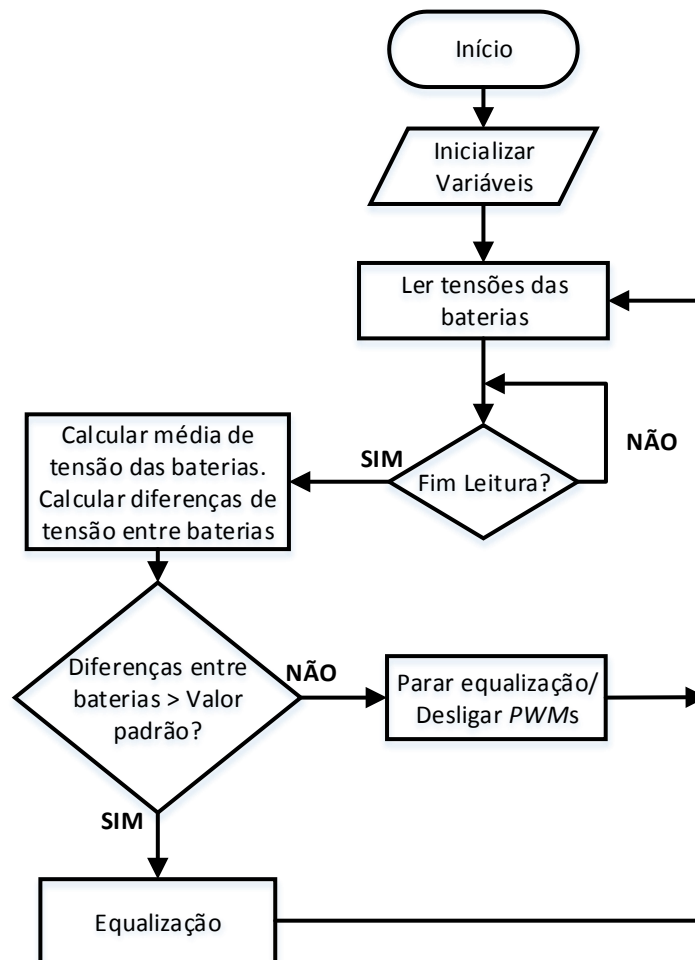 Início
Inicializar
Variáveis
Ler tensões das
baterias
NÃO
SIM
Fim Leitura?
Calcular média de
tensão das baterias.
Calcular diferenças de
tensão entre baterias
Diferenças entre
baterias > Valor
padrão?
NÃO
Parar equalização/
Desligar PWMs
SIM
Equalização